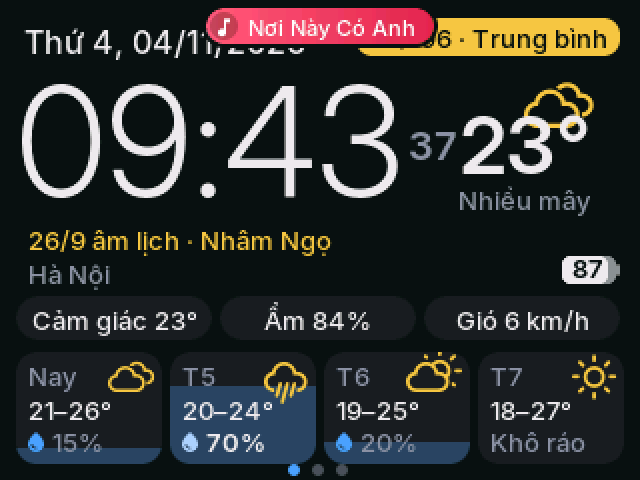 Nơi Này Có Anh
Thứ 4, 04/11/2026
6 · Trung bình
09:43
37
23°
Nhiều mây
26/9 âm lịch · Nhâm Ngọ
Hà Nội
87
Cảm giác 23°
Ẩm 84%
Gió 6 km/h
Nay
21–26°
15%
T5
20–24°
70%
T6
19–25°
20%
T7
18–27°
Khô ráo